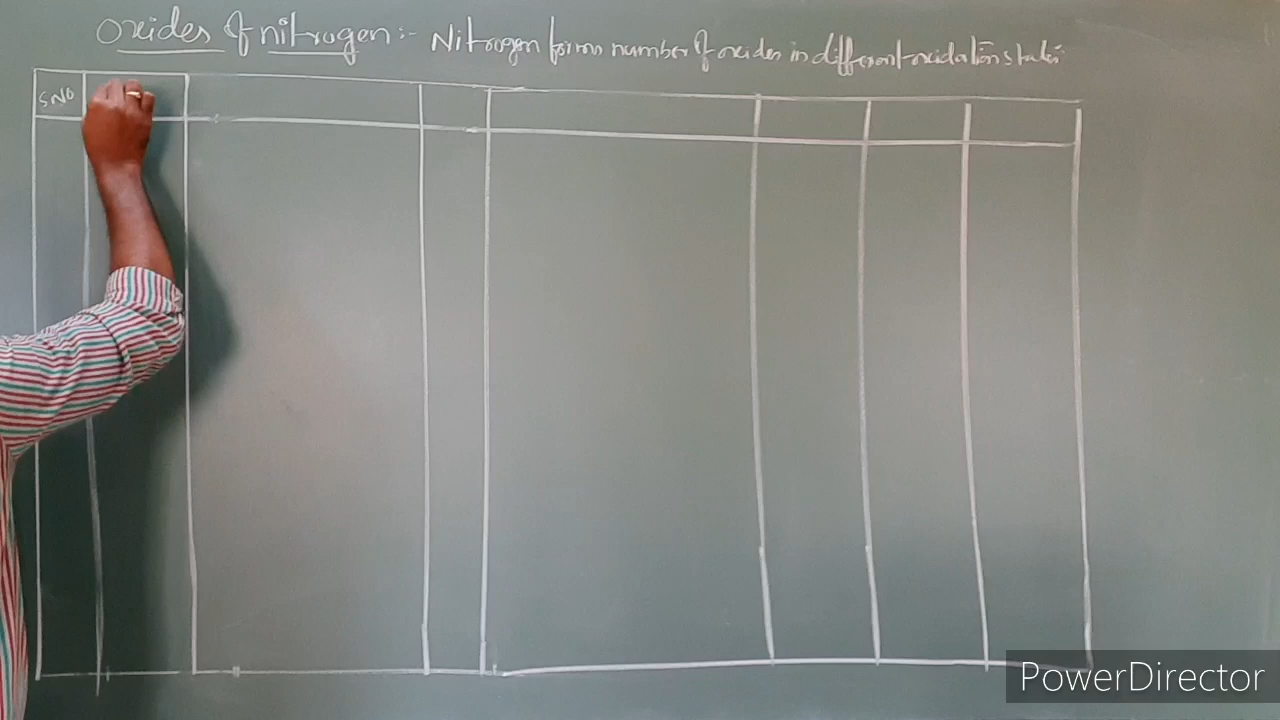 Oxides of nitrogen :- Nitrogen forms number of oxides in different oxidation states
S.NO
PowerDirector